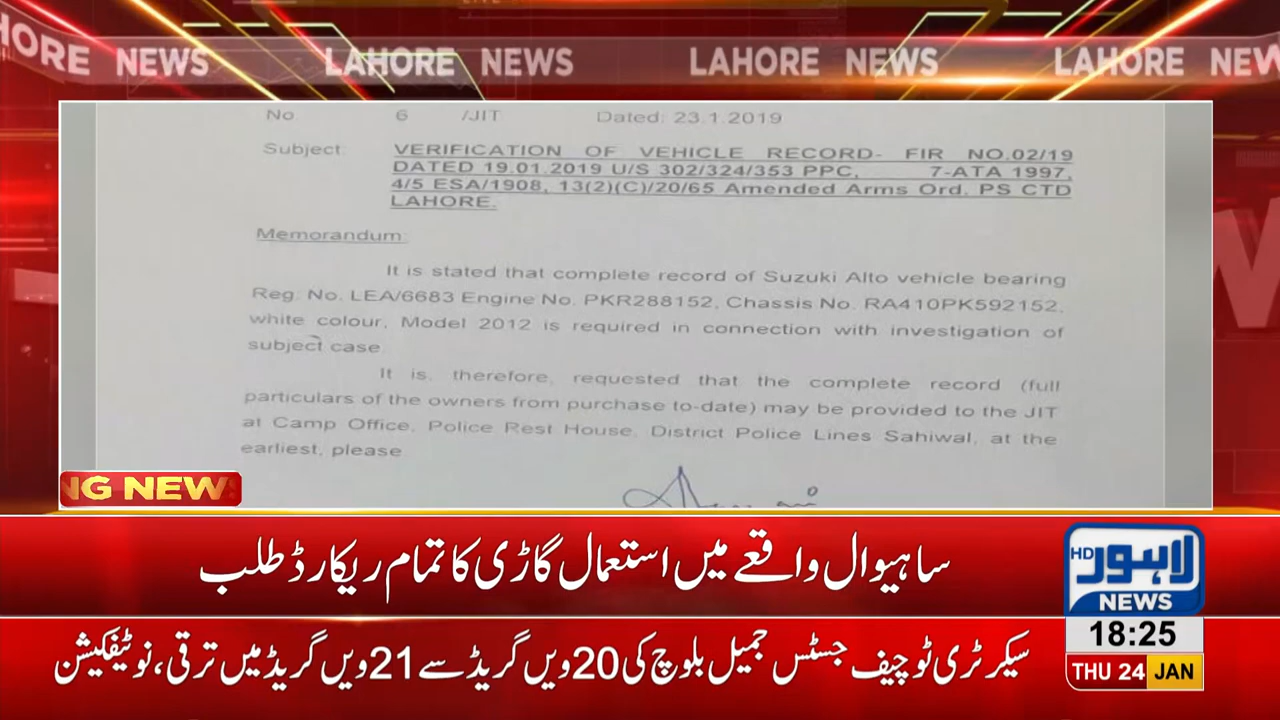 LAHORE NEWS LAHORE NEWS LAHORE NEWS LAHORE NEW
No. 6 /JIT Dated: 23.1.2019
Subject: VERIFICATION OF VEHICLE RECORD- FIR NO.02/19
DATED 19.01.2019 U/S 302/324/353 PPC, 7-ATA 1997,
4/5 ESA/1908, 13(2)(C)/20/65 Amended Arms Ord. PS CTD
LAHORE.
Memorandum:
It is stated that complete record of Suzuki Alto vehicle bearing
Reg. No. LEA/6683 Engine No. PKR288152, Chassis No. RA410PK592152,
white colour, Model 2012 is required in connection with investigation of
subject case
It is, therefore, requested that the complete record (full
particulars of the owners from purchase to-date) may be provided to the JIT
at Camp Office, Police Rest House, District Police Lines Sahiwal, at the
earliest, please
NG NEWS
ساہیوال واقعے میں استعمال گاڑی کا تمام ریکارڈ طلب
HD لاہور
NEWS
18:25
THU 24 JAN
سیکرٹری ٹو چیف جسٹس جمیل بلوچ کی 20ویں گریڈ سے 21ویں گریڈ میں ترقی، نوٹیفکیشن